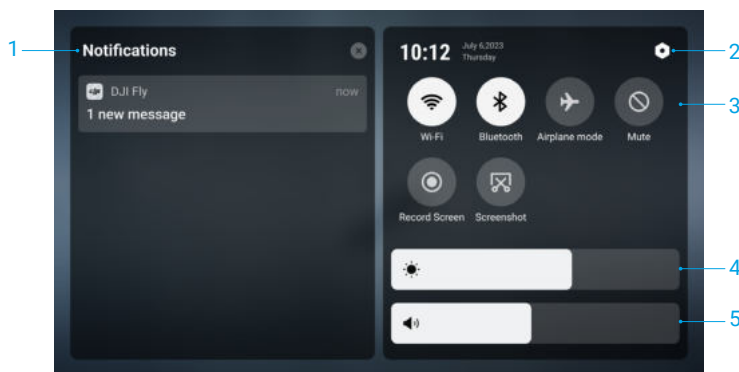 1
Notifications
DJI Fly
now
1 new message
10:12
July 6,2023
Thursday
2
3
Wi-Fi
Bluetooth
Airplane mode
Mute
Record Screen
Screenshot
4
5